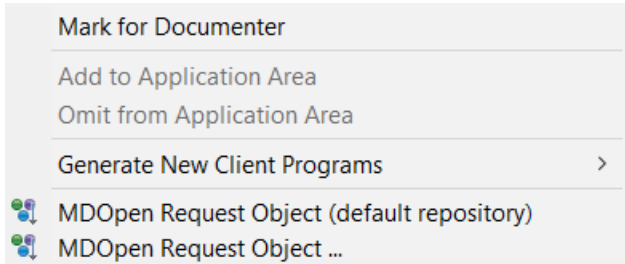 Mark for Documenter
Add to Application Area
Omit from Application Area
Generate New Client Programs
MDOpen Request Object (default repository)
MDOpen Request Object ...